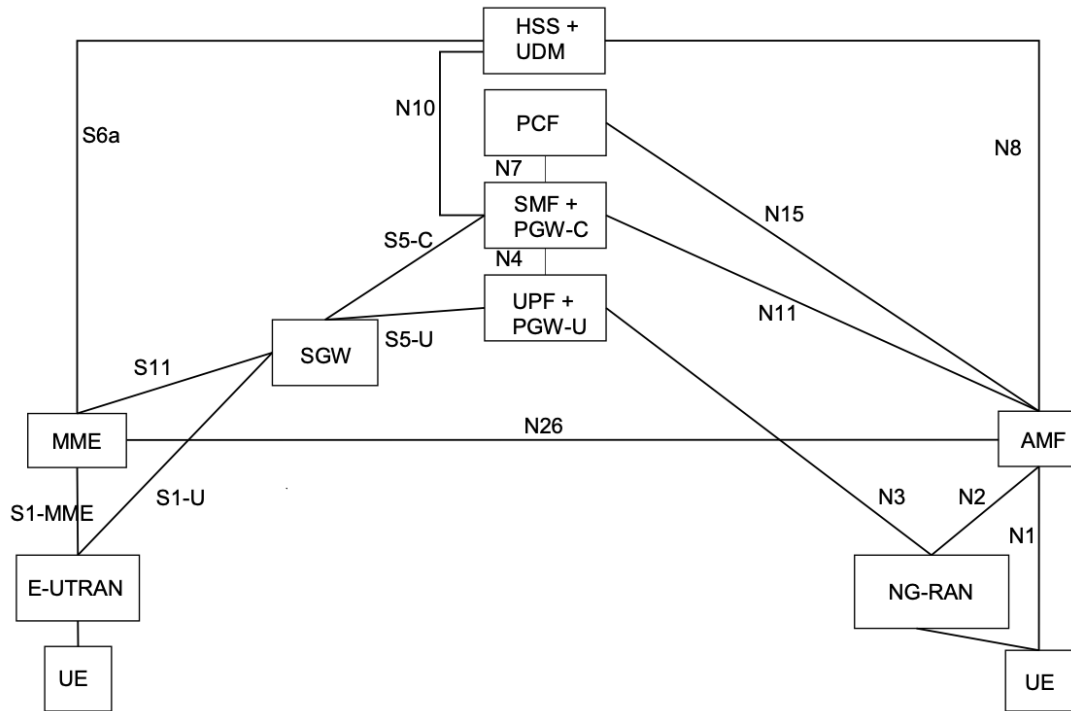 HSS +
UDM
N10
PCF
S6a
N8
N7
SMF +
PGW-C
N15
S5-C
N4
UPF +
PGW-U
N11
S5-U
SGW
S11
N26
MME
AMF
S1-U
N3
N2
S1-MME
N1
E-UTRAN
NG-RAN
UE
UE